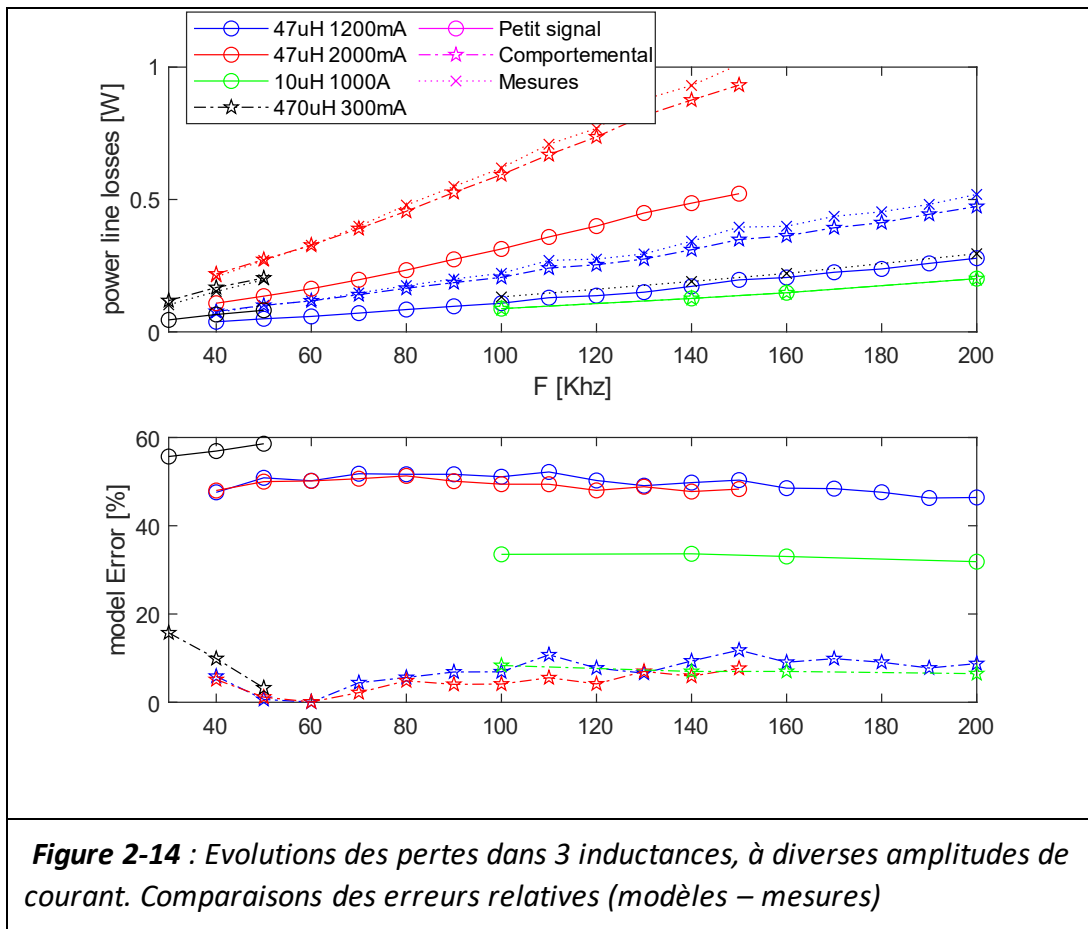 47uH 1200mA
47uH 2000mA
10uH 1000A
470uH 300mA
Petit signal
Comportemental
Mesures
power line losses [W]
1
0.5
0
40 60 80 100 120 140 160 180 200
F [Khz]
model Error [%]
60
40
20
0
40 60 80 100 120 140 160 180 200
Figure 2-14 : Evolutions des pertes dans 3 inductances, à diverses amplitudes de
courant. Comparaisons des erreurs relatives (modèles – mesures)